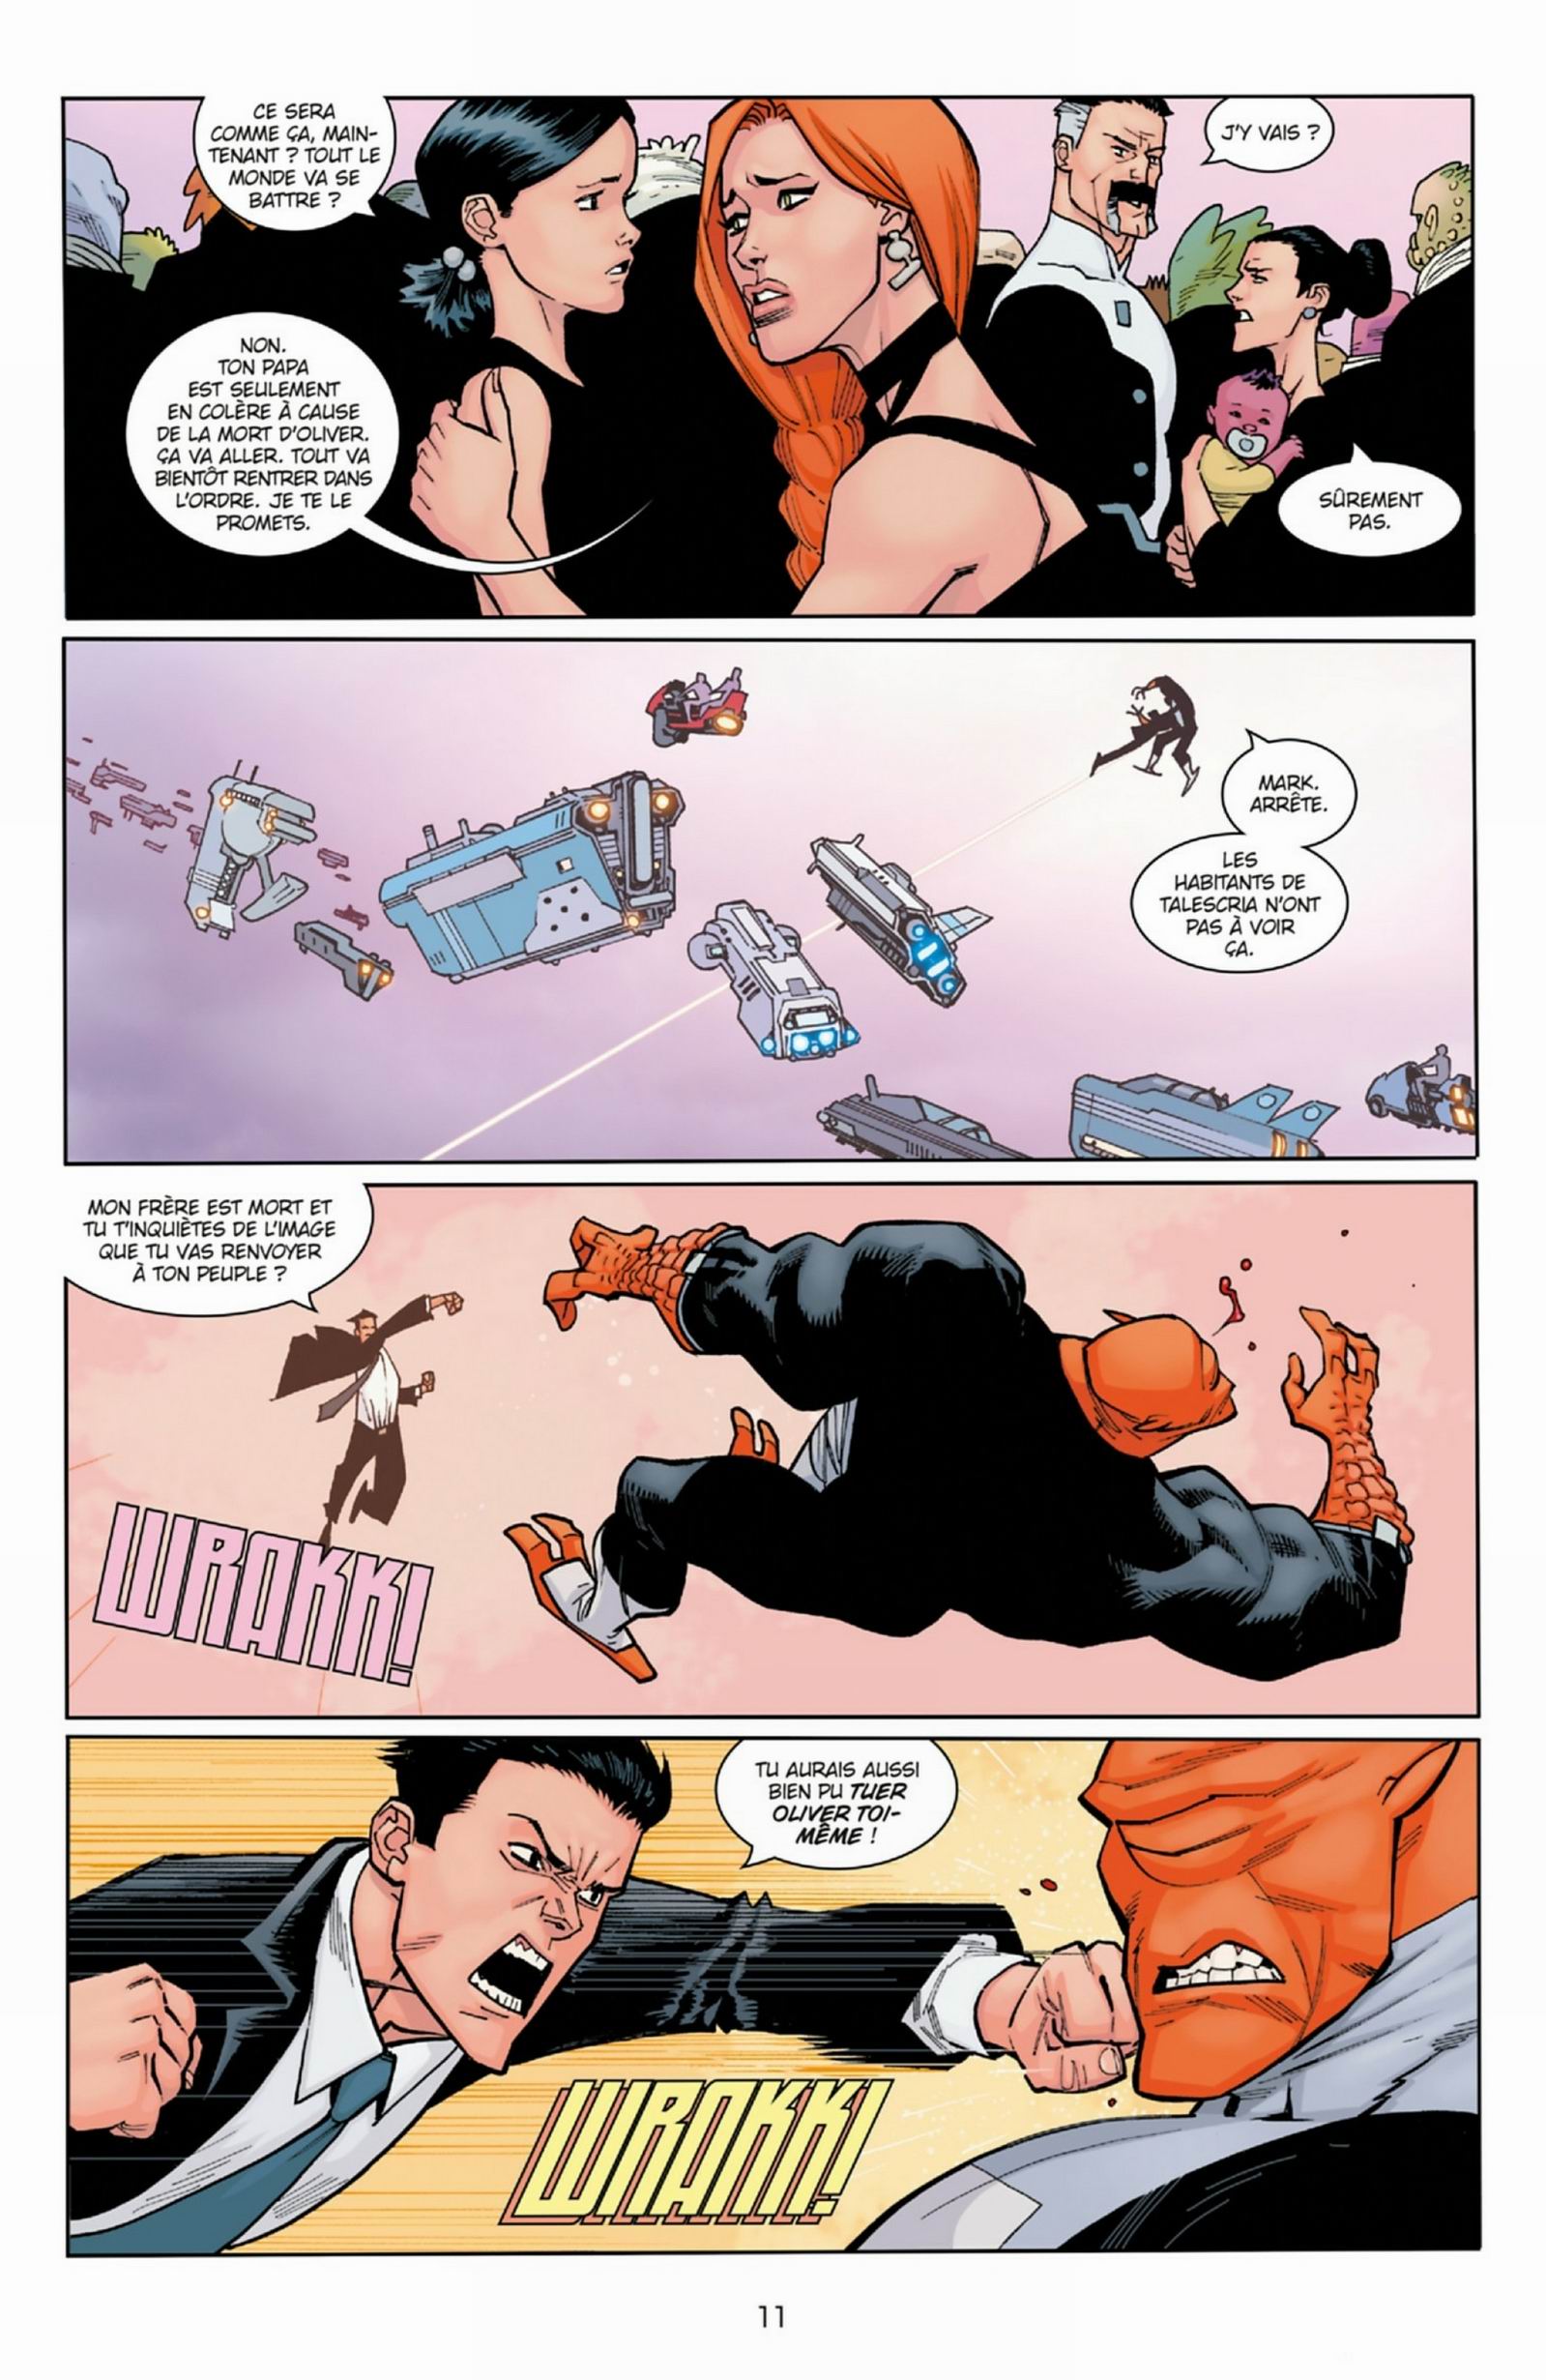 CE SERA
COMME ÇA, MAIN-
TENANT ? TOUT LE
MONDE VA SE
BATTRE ?
NON.
TON PAPA
EST SEULEMENT
EN COLÈRE À CAUSE
DE LA MORT D'OLIVER.
ÇA VA ALLER. TOUT VA
BIENTÔT RENTRER DANS
L'ORDRE. JE TE LE
PROMETS.
J'Y VAIS ?
SÛREMENT
PAS.
MARK.
ARRÊTE.
LES
HABITANTS DE
TALESCRIA N'ONT
PAS À VOIR
ÇA.
MON FRÈRE EST MORT ET
TU T'INQUIÈTES DE L'IMAGE
QUE TU VAS RENVOYER
À TON PEUPLE ?
WRAKK!
TU AURAIS AUSSI
BIEN PU TUER
OLIVER TOI-
MÊME !
WRAKK!
11